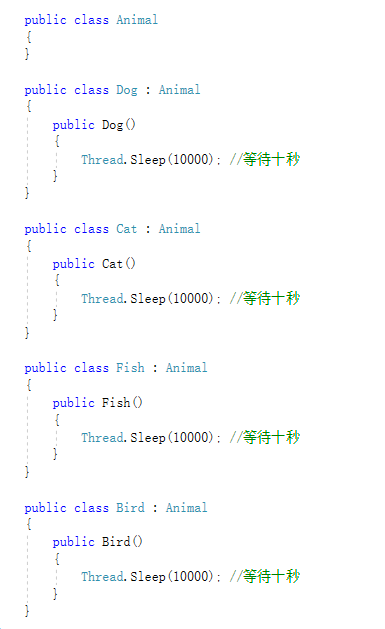 public class Animal
{
}
public class Dog : Animal
{
public Dog()
{
Thread.Sleep(10000); //等待十秒
}
}
public class Cat : Animal
{
public Cat()
{
Thread.Sleep(10000); //等待十秒
}
}
public class Fish : Animal
{
public Fish()
{
Thread.Sleep(10000); //等待十秒
}
}
public class Bird : Animal
{
public Bird()
{
Thread.Sleep(10000); //等待十秒
}
}